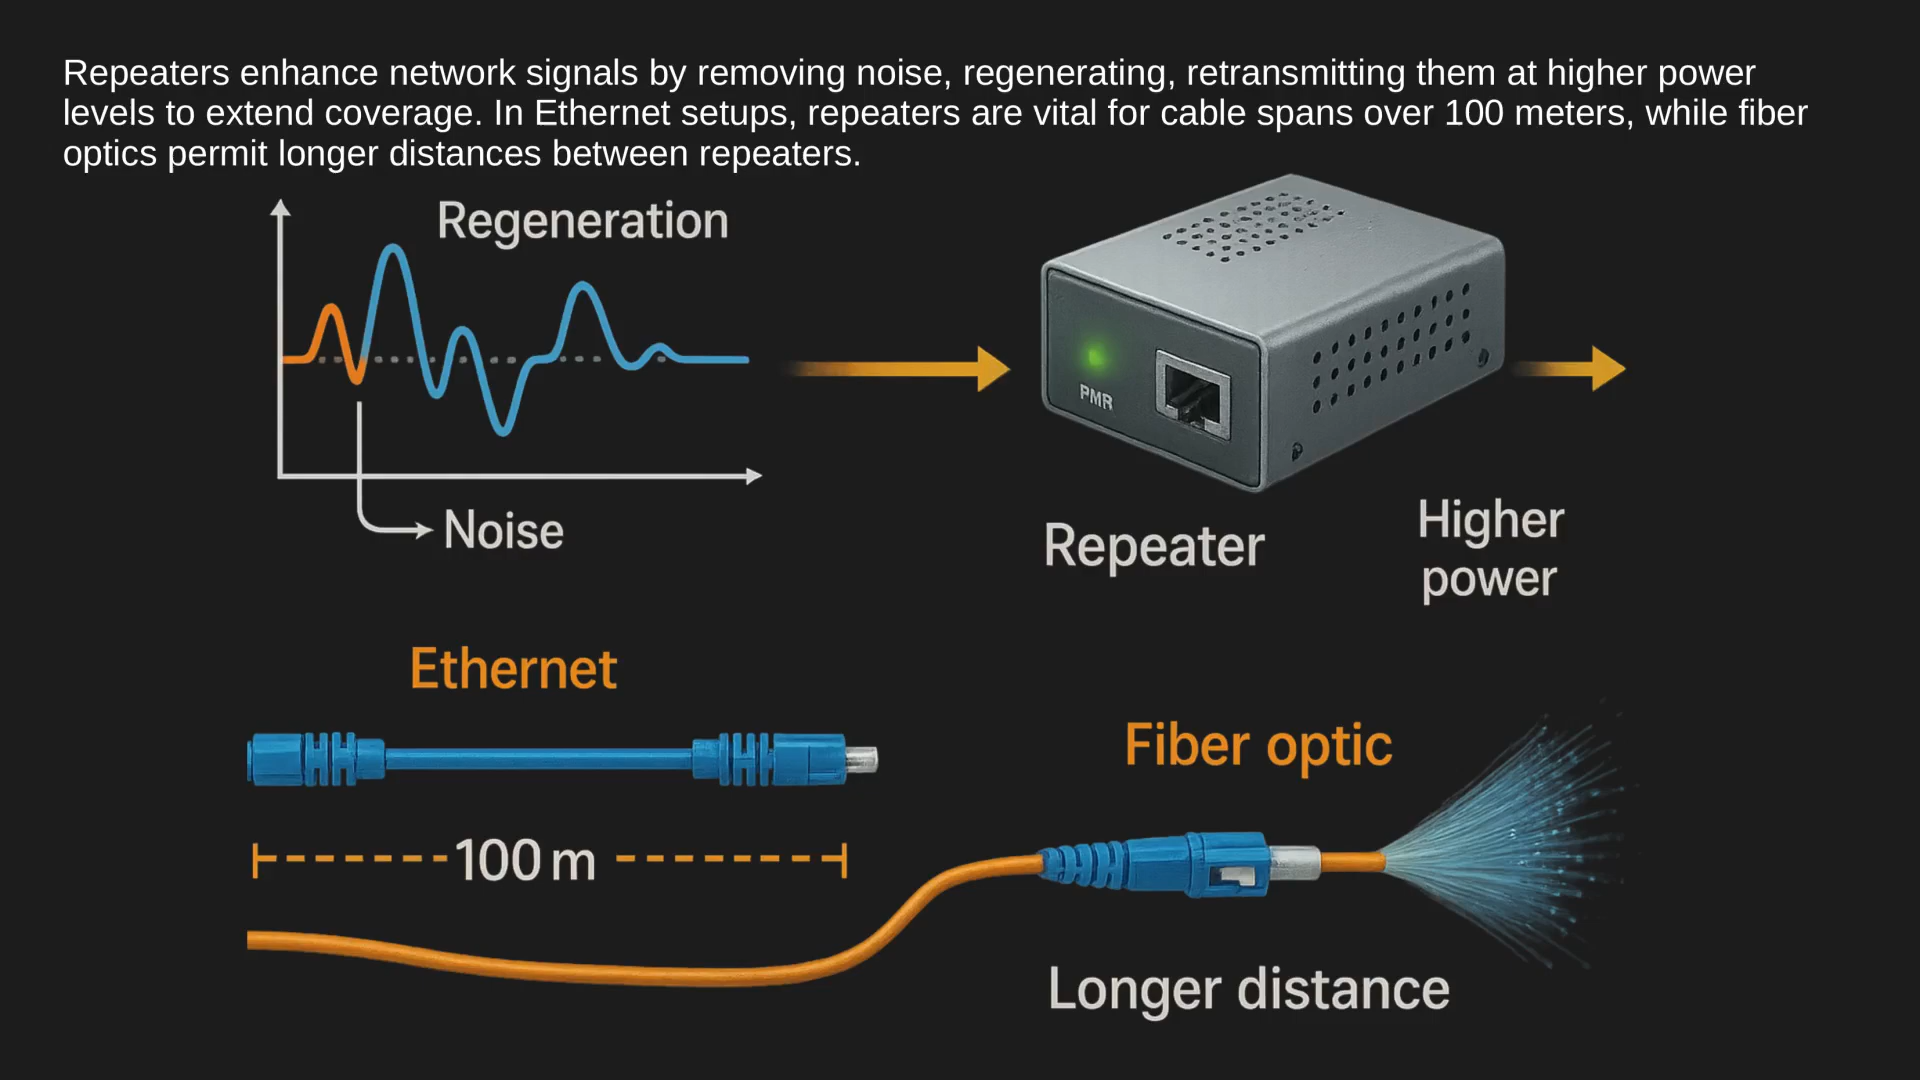 Repeaters enhance network signals by removing noise, regenerating, retransmitting them at higher power
levels to extend coverage. In Ethernet setups, repeaters are vital for cable spans over 100 meters, while fiber
optics permit longer distances between repeaters.
Regeneration
Noise
PMR
Repeater
Higher
power
Ethernet
100 m
Fiber optic
Longer distance